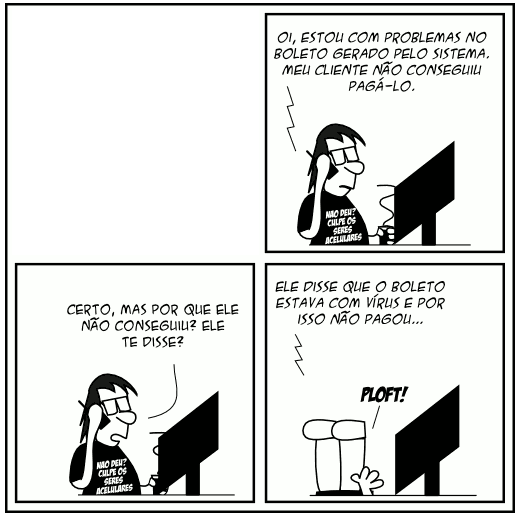 OI, ESTOU COM PROBLEMAS NO
BOLETO GERADO PELO SISTEMA.
MEU CLIENTE NÃO CONSEGUIU
PAGÁ-LO.
NAO DEU?
CULPE OS
SERES
ACELULARES
CERTO, MAS POR QUE ELE
NÃO CONSEGUIU? ELE
TE DISSE?
NAO DEU?
CULPE OS
SERES
ACELULARES
ELE DISSE QUE O BOLETO
ESTAVA COM VÍRUS E POR
ISSO NÃO PAGOU...
PLOFT!